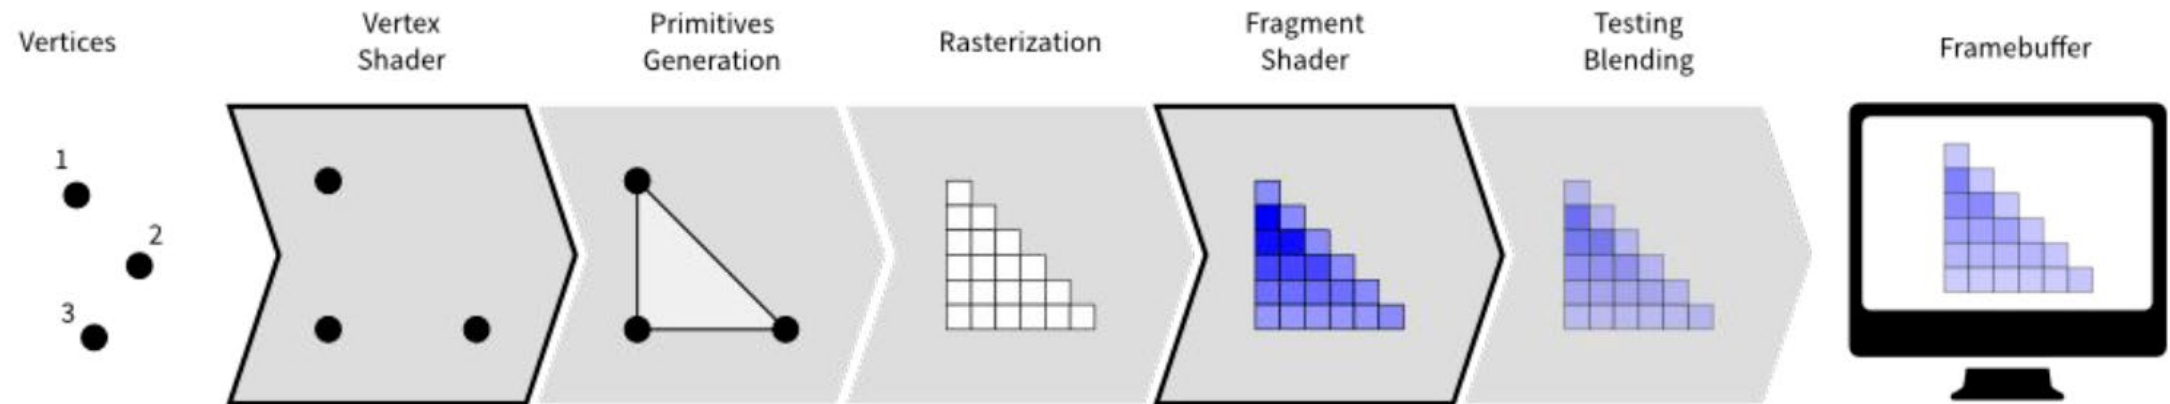 Vertices
Vertex
Shader
Primitives
Generation
Rasterization
Fragment
Shader
Testing
Blending
Framebuffer
1
2
3